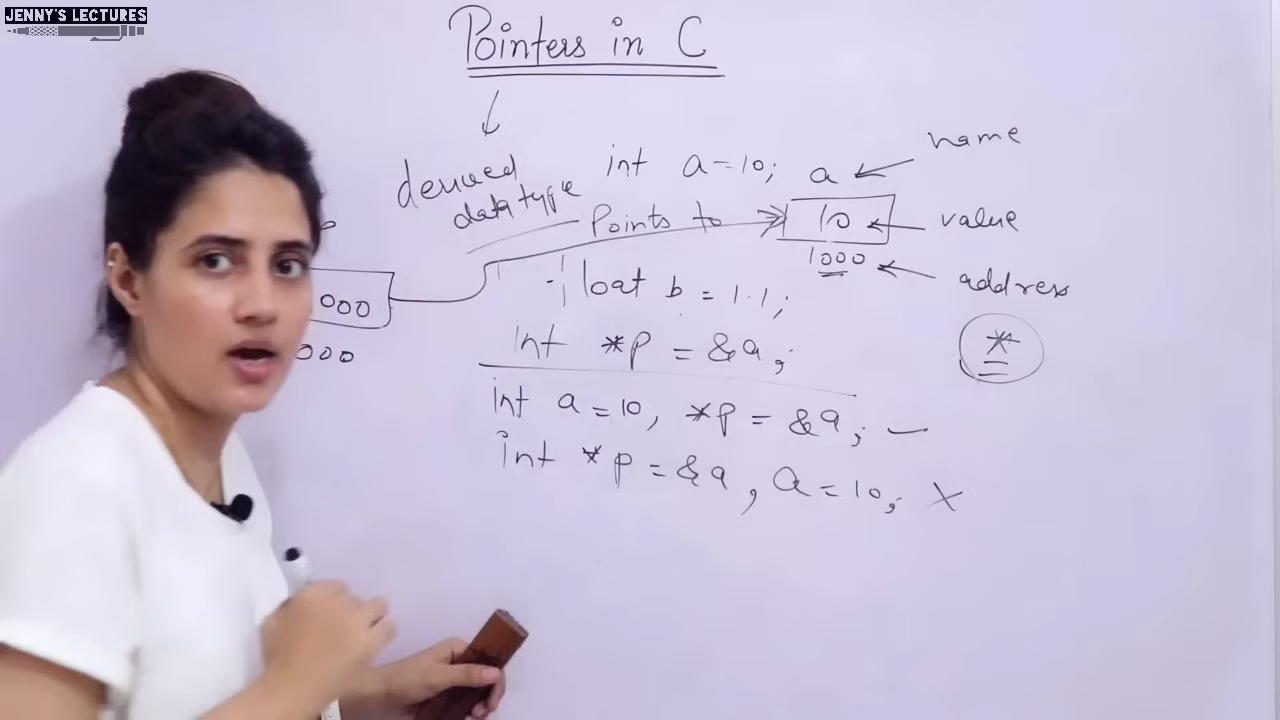 JENNY'S LECTURES
Pointers in C
name
int a=10; a
derived
data type
Points to 10 value
1000 address
float b = 1.1;
000
int *p = &a; *
000
int a=10, *p = &a; —
int *p = &a, a=10; X